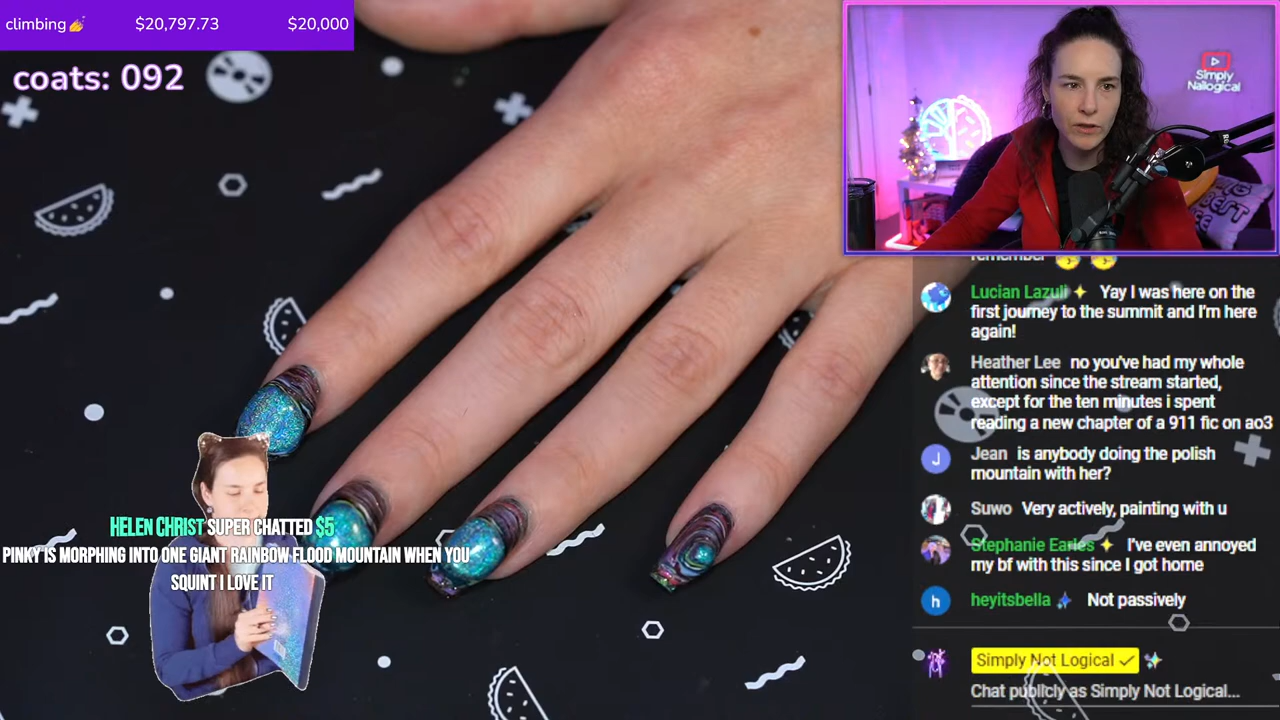 climbing💅 $20,797.73 $20,000
coats: 092
Simply
Nailogical
remember
Lucian Lazuli Yay I was here on the
first journey to the summit and I'm here
again!
Heather Lee no you've had my whole
attention since the stream started,
except for the ten minutes i spent
reading a new chapter of a 911 fic on ao3
J Jean is anybody doing the polish
mountain with her?
Suwo Very actively, painting with u
Stephanie Earles I've even annoyed
my bf with this since I got home
h heyitsbella Not passively
Simply Not Logical
Chat publicly as Simply Not Logical...
HELEN CHRIST SUPER CHATTED $5
PINKY IS MORPHING INTO ONE GIANT RAINBOW FLOOD MOUNTAIN WHEN YOU
SQUINT I LOVE IT